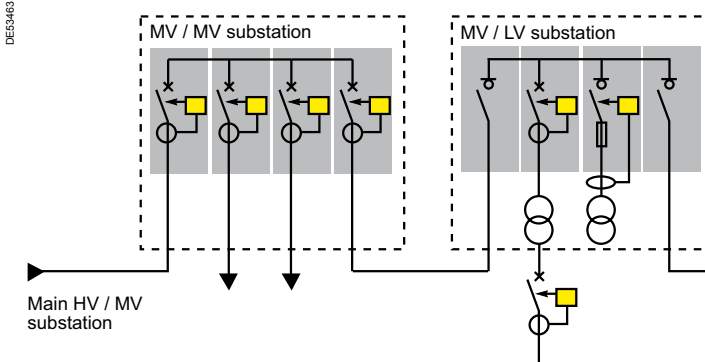 DE53463
MV / MV substation
MV / LV substation
Main HV / MV
substation